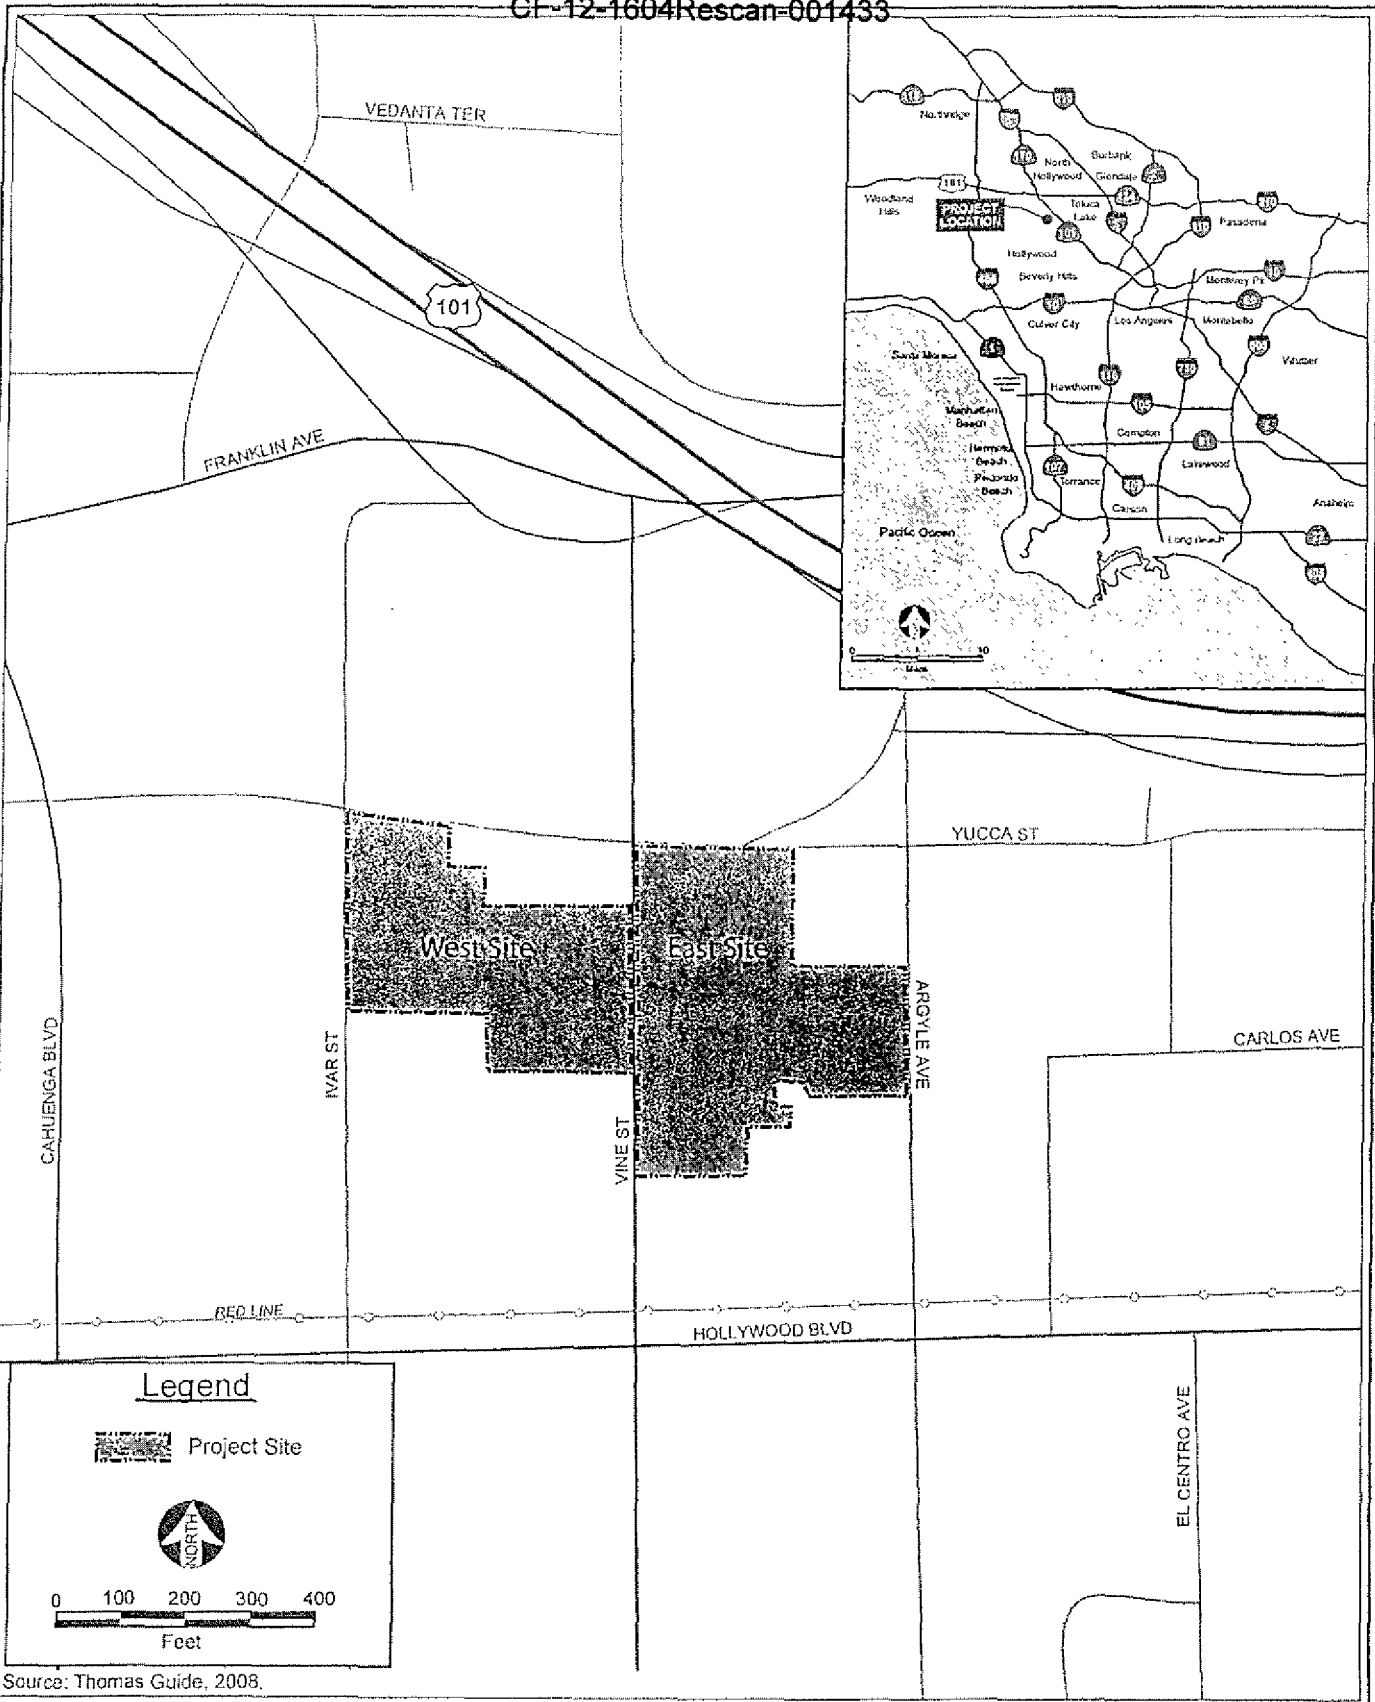 CF-12-1604Rescan-001433
VEDANTA TER
101
FRANKLIN AVE
Northridge
North
Hollywood
Burbank
Glendale
101
Woodland
Hills
PROJECT
LOCATION
Toluca
Lake
Pasadena
Hollywood
Beverly Hills
Monterey Pk
Culver City
Los Angeles
Montebello
Santa Monica
Whittier
Hawthorne
Manhattan
Beach
Compton
Hermosa
Beach
Lakewood
Redondo
Beach
Torrance
Carson
Anaheim
Pacific Ocean
Long Beach
0 10
Miles
YUCCA ST
West Site
East Site
ARGYLE AVE
CARLOS AVE
CAHUENGA BLVD
IVAR ST
VINE ST
RED LINE
HOLLYWOOD BLVD
EL CENTRO AVE
Legend
Project Site
NORTH
0 100 200 300 400
Feet
Source: Thomas Guide, 2008.